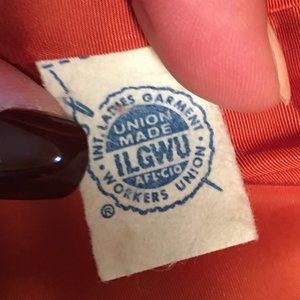 INT'L LADIES GARMENT
UNION
MADE
ILGWU
AFL-CIO
WORKERS UNION
®